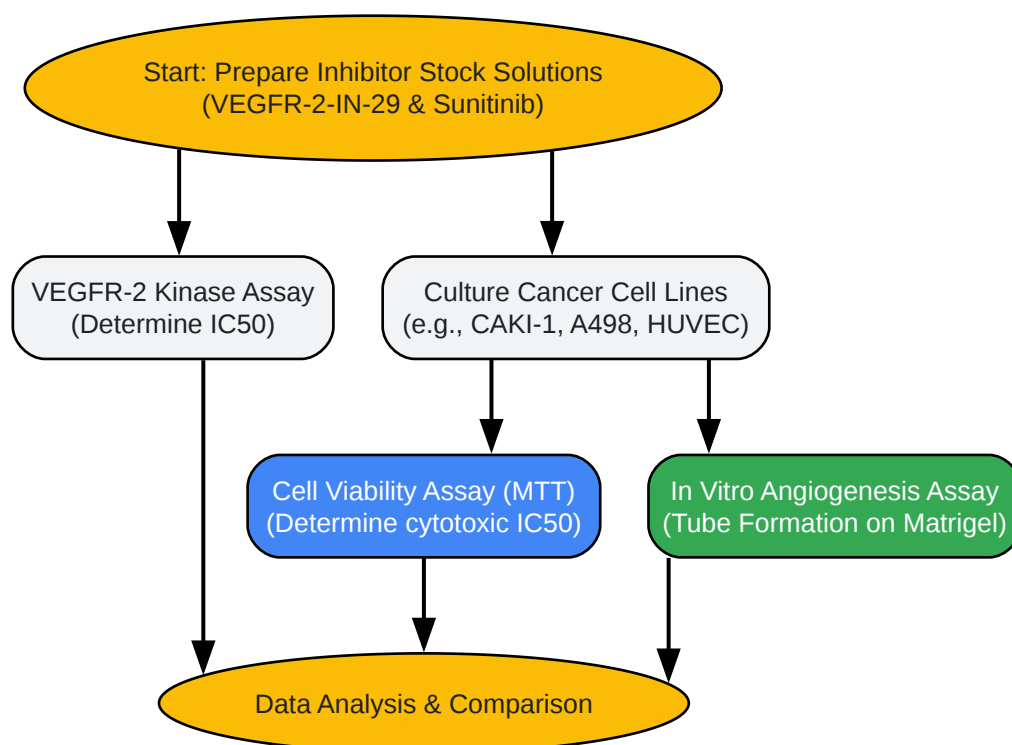 Start: Prepare Inhibitor Stock Solutions
(VEGFR-2-IN-29 & Sunitinib)
VEGFR-2 Kinase Assay
(Determine IC50)
Culture Cancer Cell Lines
(e.g., CAKI-1, A498, HUVEC)
Cell Viability Assay (MTT)
(Determine cytotoxic IC50)
In Vitro Angiogenesis Assay
(Tube Formation on Matrigel)
Data Analysis & Comparison